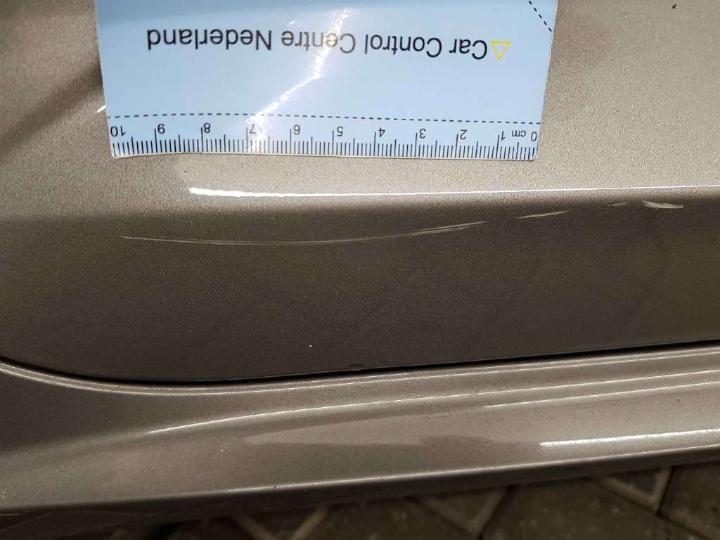 Car Control Centre Nederland
0 cm 1 2 3 4 5 6 7 8 9 10